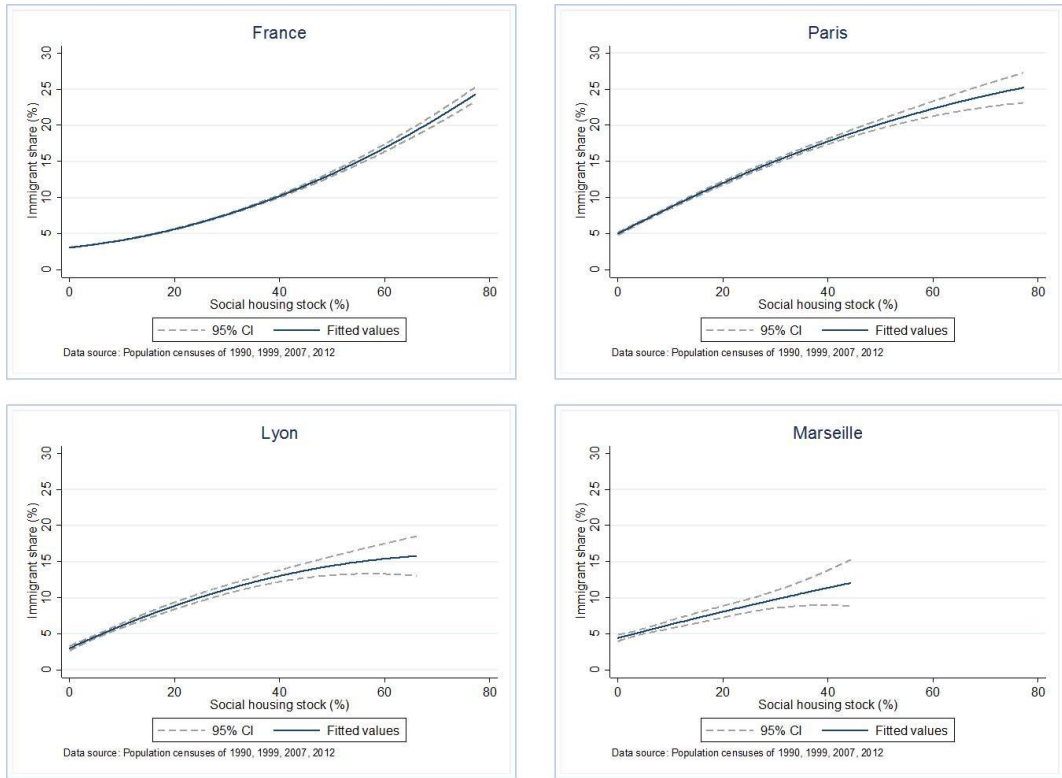 France
Immigrant share (%)
30
25
20
15
10
5
0
0 20 40 60 80
Social housing stock (%)
95% CI Fitted values
Data source: Population censuses of 1990, 1999, 2007, 2012
Paris
Immigrant share (%)
30
25
20
15
10
5
0
0 20 40 60 80
Social housing stock (%)
95% CI Fitted values
Data source: Population censuses of 1990, 1999, 2007, 2012
Lyon
Immigrant share (%)
30
25
20
15
10
5
0
0 20 40 60 80
Social housing stock (%)
95% CI Fitted values
Data source: Population censuses of 1990, 1999, 2007, 2012
Marseille
Immigrant share (%)
30
25
20
15
10
5
0
0 20 40 60 80
Social housing stock (%)
95% CI Fitted values
Data source: Population censuses of 1990, 1999, 2007, 2012